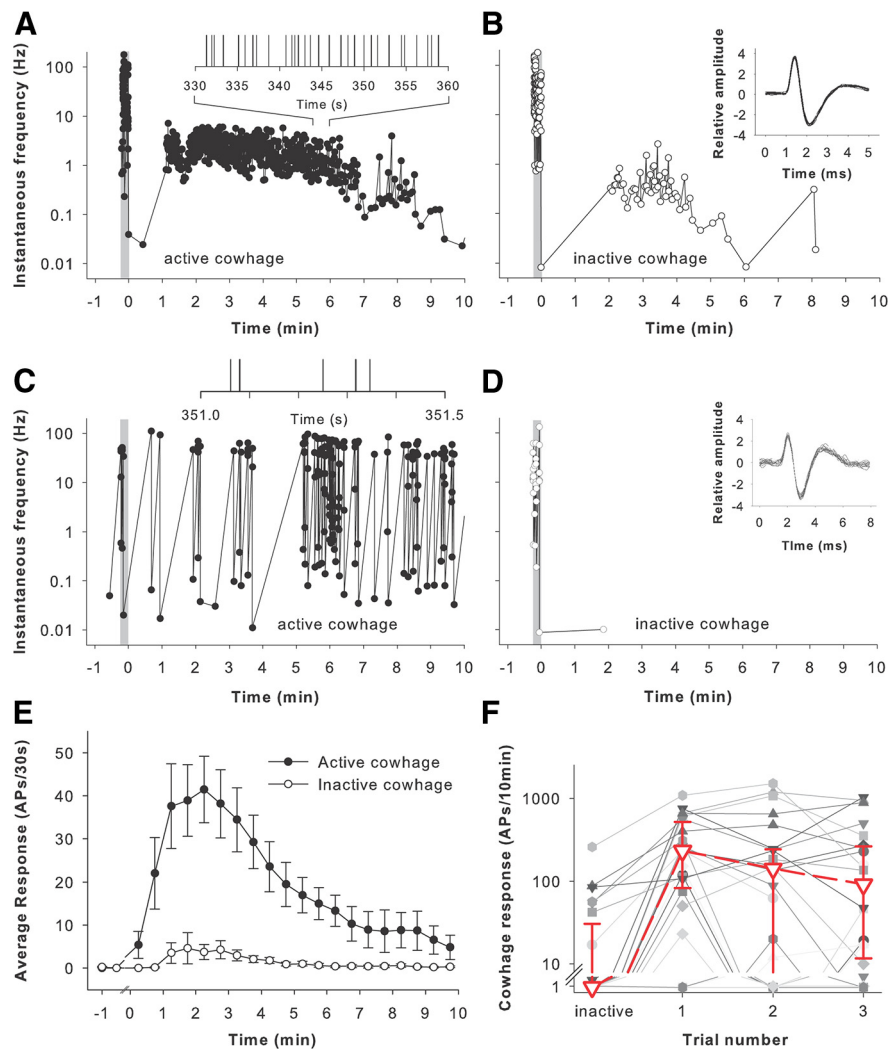 A
Instantaneous frequency (Hz)
100
10
1
0.1
0.01
330 335 340 345 350 355 360
Time (s)
active cowhage
-1 0 1 2 3 4 5 6 7 8 9 10
Time (min)
B
Relative amplitude
4
2
0
-2
-4
0 1 2 3 4 5
Time (ms)
inactive cowhage
-1 0 1 2 3 4 5 6 7 8 9 10
Time (min)
C
Instantaneous frequency (Hz)
100
10
1
0.1
0.01
351.0 Time (s) 351.5
active cowhage
-1 0 1 2 3 4 5 6 7 8 9 10
Time (min)
D
Relative amplitude
4
2
0
-2
-4
0 2 4 6 8
TIme (ms)
inactive cowhage
-1 0 1 2 3 4 5 6 7 8 9 10
Time (min)
E
Average Response (APs/30s)
50
40
30
20
10
0
Active cowhage
Inactive cowhage
-1 0 1 2 3 4 5 6 7 8 9 10
Time (min)
F
Cowhage response (APs/10min)
1000
100
10
1
inactive 1 2 3
Trial number